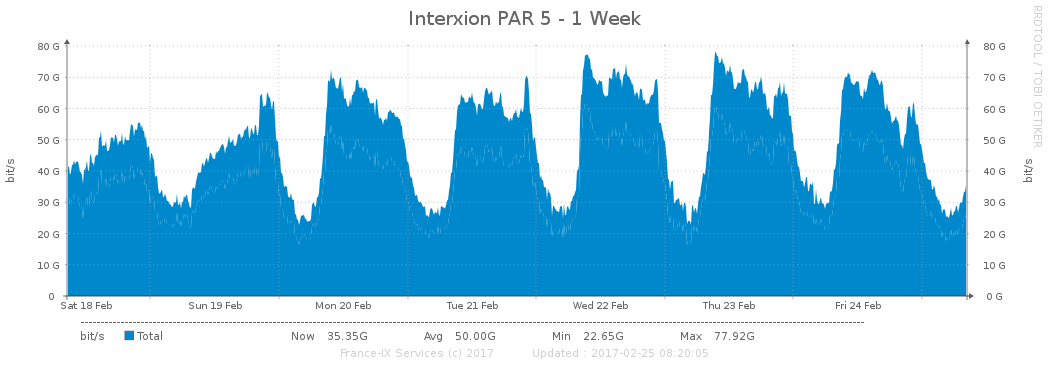 Interxion PAR 5 - 1 Week
RRDTOOL / TOBI OETIKER
80 G 80 G
70 G 70 G
60 G 60 G
50 G 50 G
40 G 40 G
30 G 30 G
20 G 20 G
10 G 10 G
0 0 G
bit/s
bit/s
Sat 18 Feb Sun 19 Feb Mon 20 Feb Tue 21 Feb Wed 22 Feb Thu 23 Feb Fri 24 Feb
bit/s Total Now 35.35G Avg 50.00G Min 22.65G Max 77.92G
France-IX Services (c) 2017 Updated : 2017-02-25 08:20:05